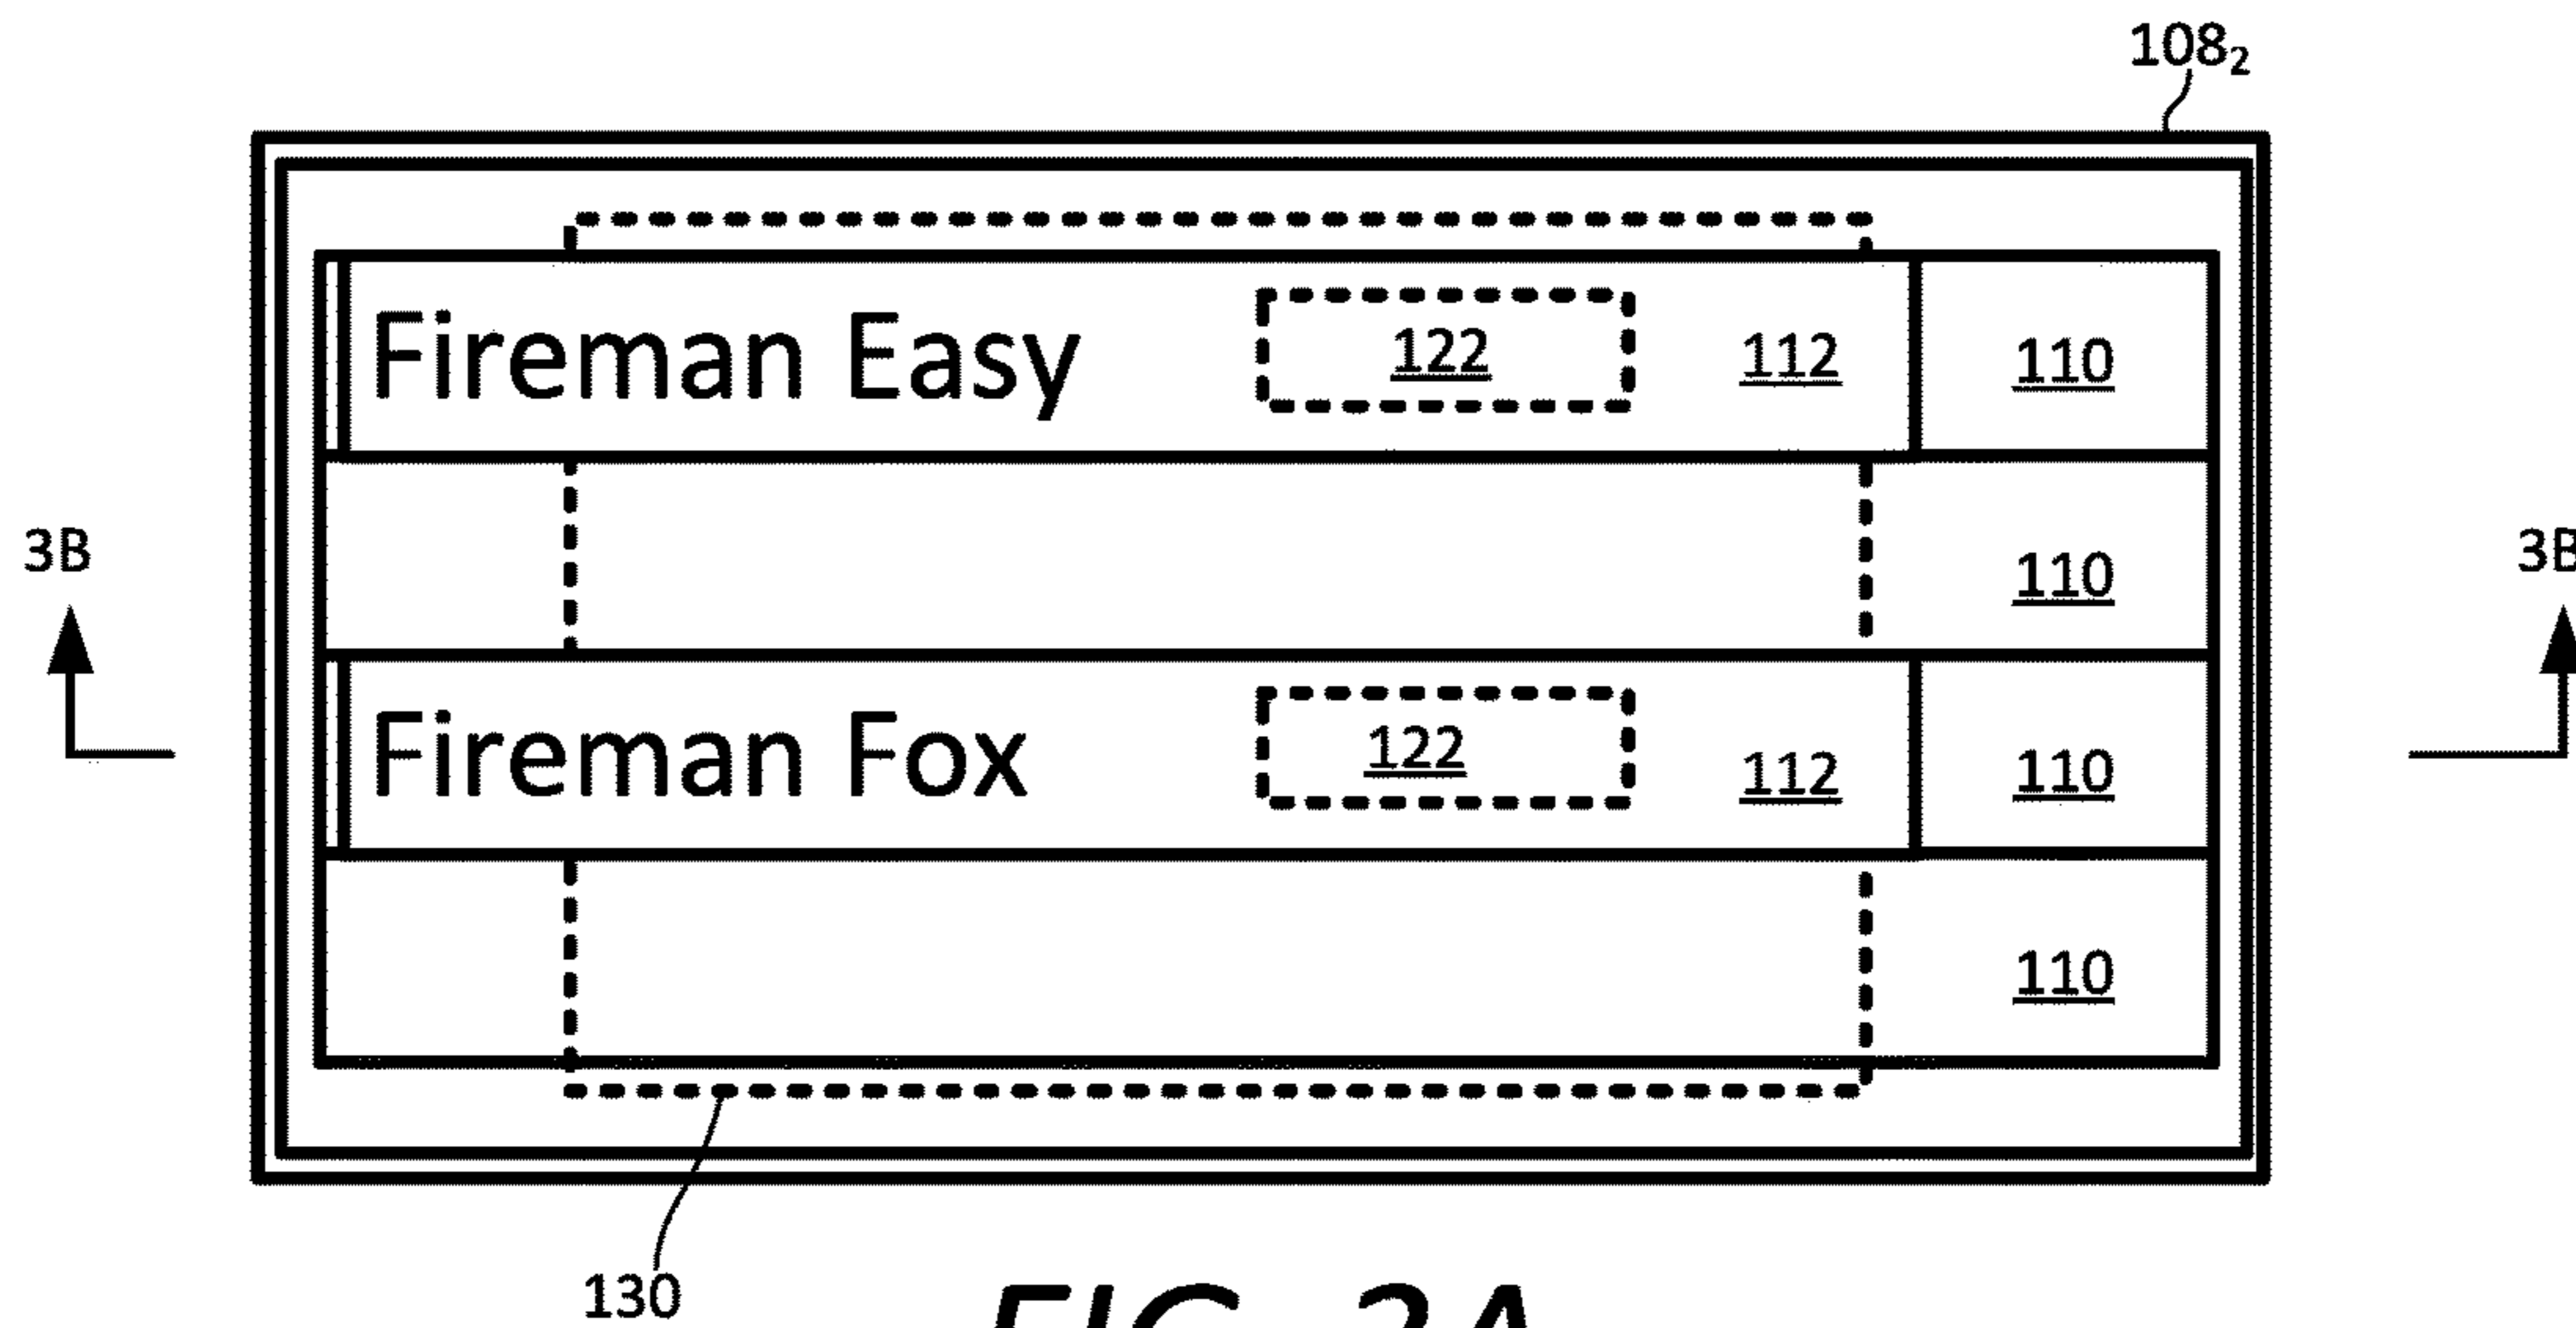 108₂
Fireman Easy 122 112 110
3B 110 3B
Fireman Fox 122 112 110
110
130